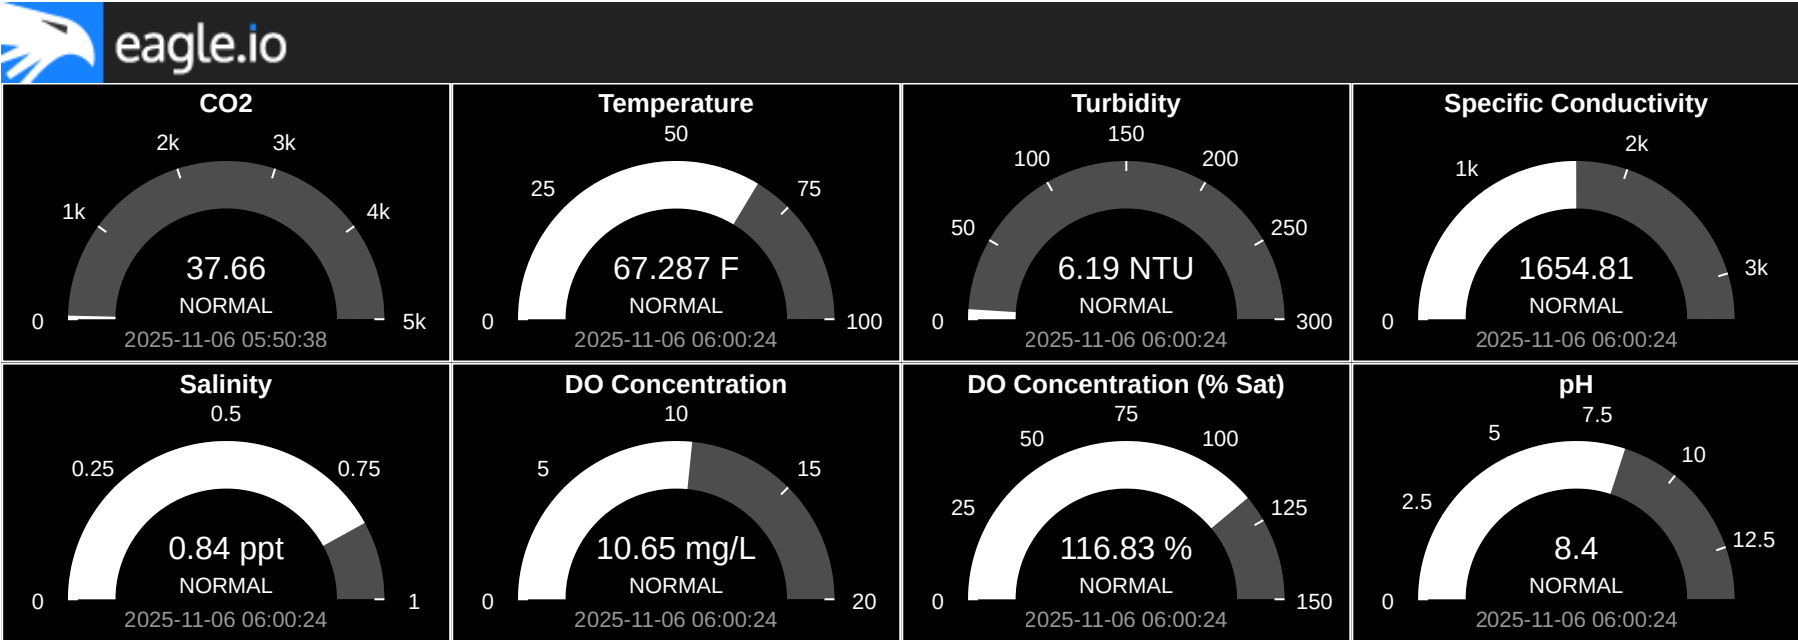 eagle.io
CO2
2k
3k
1k
4k
37.66
NORMAL
0
5k
2025-11-06 05:50:38
Temperature
50
25
75
67.287 F
NORMAL
0
100
2025-11-06 06:00:24
Turbidity
150
100
200
50
250
6.19 NTU
NORMAL
0
300
2025-11-06 06:00:24
Specific Conductivity
2k
1k
3k
1654.81
NORMAL
0
2025-11-06 06:00:24
Salinity
0.5
0.25
0.75
0.84 ppt
NORMAL
0
1
2025-11-06 06:00:24
DO Concentration
10
5
15
10.65 mg/L
NORMAL
0
20
2025-11-06 06:00:24
DO Concentration (% Sat)
75
50
100
25
125
116.83 %
NORMAL
0
150
2025-11-06 06:00:24
pH
7.5
5
10
2.5
12.5
8.4
NORMAL
0
2025-11-06 06:00:24